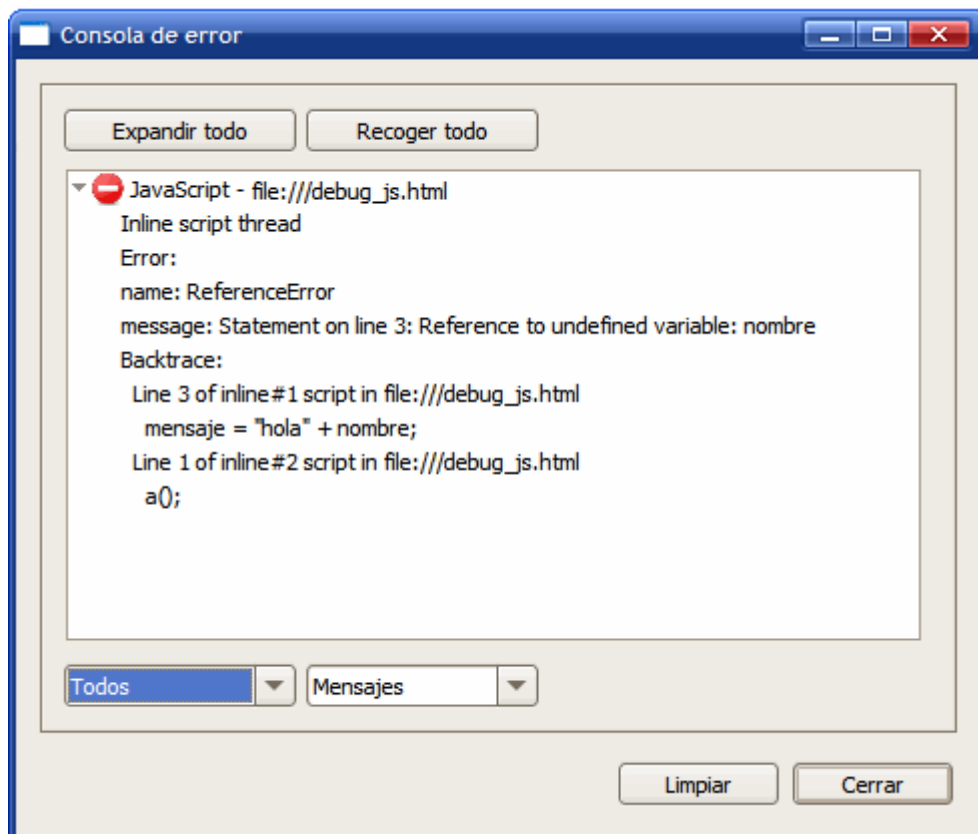 Consola de error
Expandir todo Recoger todo
JavaScript - file:///debug_js.html
Inline script thread
Error:
name: ReferenceError
message: Statement on line 3: Reference to undefined variable: nombre
Backtrace:
Line 3 of inline#1 script in file:///debug_js.html
mensaje = "hola" + nombre;
Line 1 of inline#2 script in file:///debug_js.html
a();
Todos Mensajes
Limpiar Cerrar